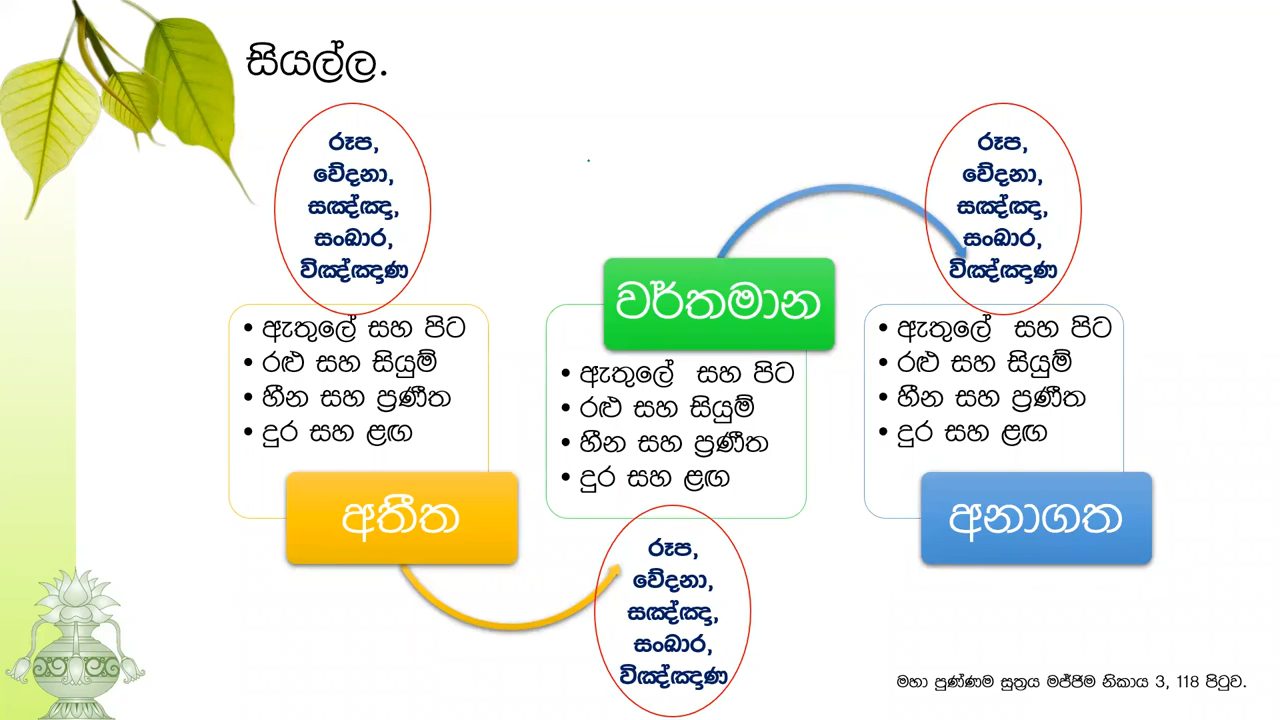 සියල්ල.
රූප,
වේදනා,
සඤ්ඤා,
සංඛාර,
විඤ්ඤාණ
• ඇතුලේ සහ පිට
• රළු සහ සියුම්
• හීන සහ ප්‍රණීත
• දුර සහ ළඟ
අතීත
වර්තමාන
• ඇතුලේ සහ පිට
• රළු සහ සියුම්
• හීන සහ ප්‍රණීත
• දුර සහ ළඟ
රූප,
වේදනා,
සඤ්ඤා,
සංඛාර,
විඤ්ඤාණ
රූප,
වේදනා,
සඤ්ඤා,
සංඛාර,
විඤ්ඤාණ
• ඇතුලේ සහ පිට
• රළු සහ සියුම්
• හීන සහ ප්‍රණීත
• දුර සහ ළඟ
අනාගත
මහා පුණ්ණම සුත්‍රය මජ්ජිම නිකාය 3, 118 පිටුව.